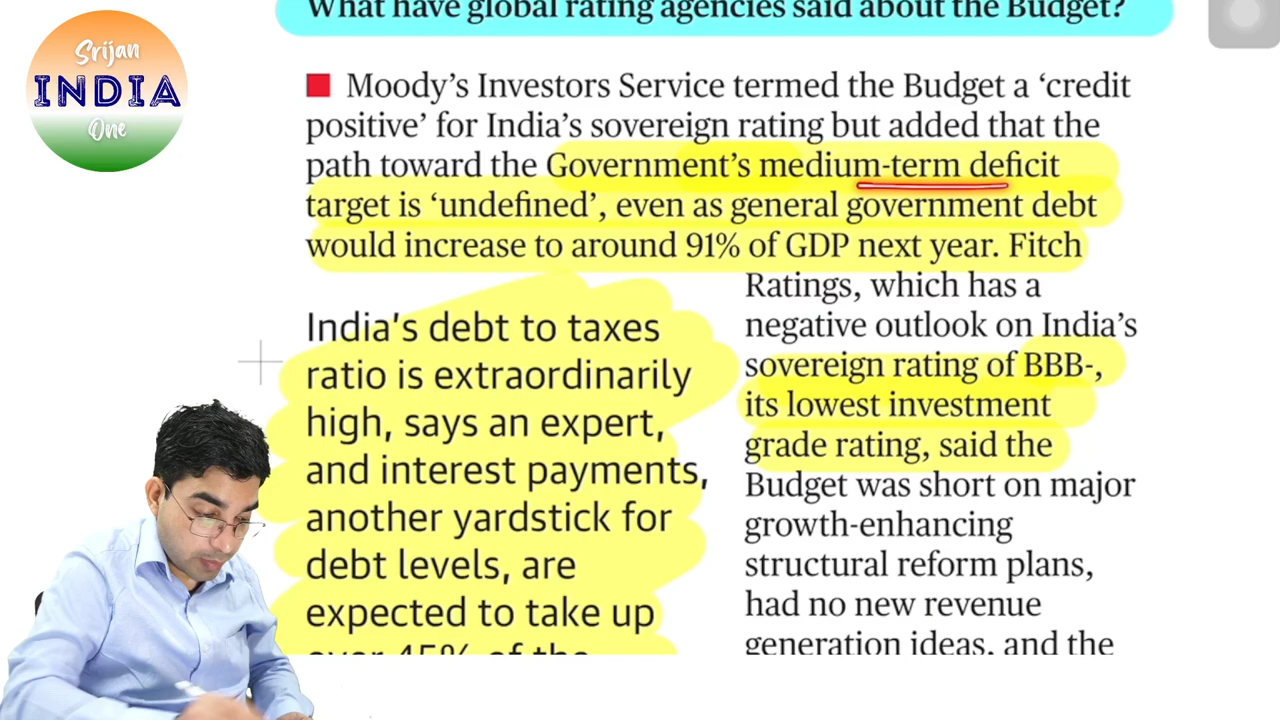 What have global rating agencies said about the Budget?
Srijan
INDIA
One
Moody's Investors Service termed the Budget a 'credit
positive' for India's sovereign rating but added that the
path toward the Government's medium-term deficit
target is 'undefined', even as general government debt
would increase to around 91% of GDP next year. Fitch
Ratings, which has a
negative outlook on India's
sovereign rating of BBB-,
its lowest investment
grade rating, said the
Budget was short on major
growth-enhancing
structural reform plans,
had no new revenue
generation ideas, and the
India's debt to taxes
ratio is extraordinarily
high, says an expert,
and interest payments,
another yardstick for
debt levels, are
expected to take up
over 45% of the